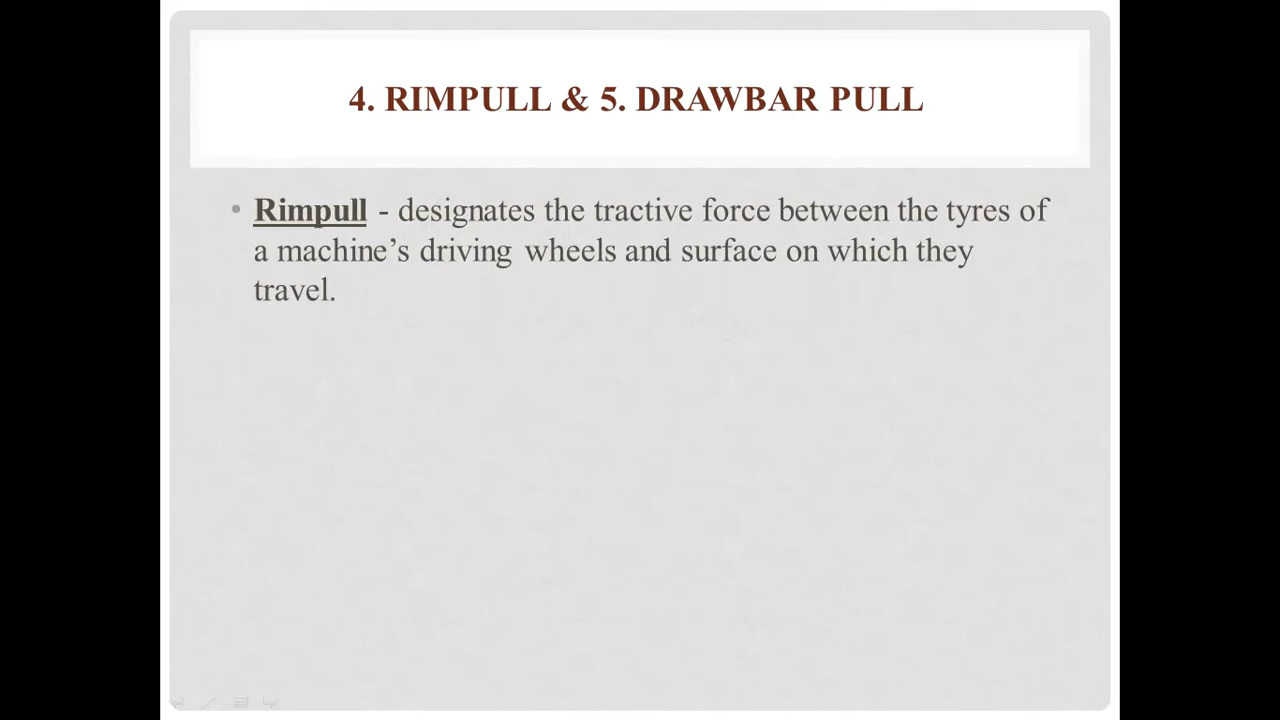 4. RIMPULL & 5. DRAWBAR PULL
• Rimpull - designates the tractive force between the tyres of
a machine’s driving wheels and surface on which they
travel.